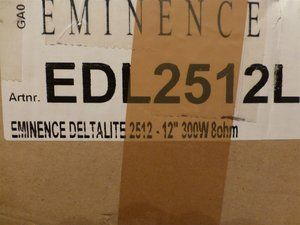 GA0
EMINENCE
Artnr. EDL2512L
EMINENCE DELTALITE 2512 - 12" 300W 8ohm